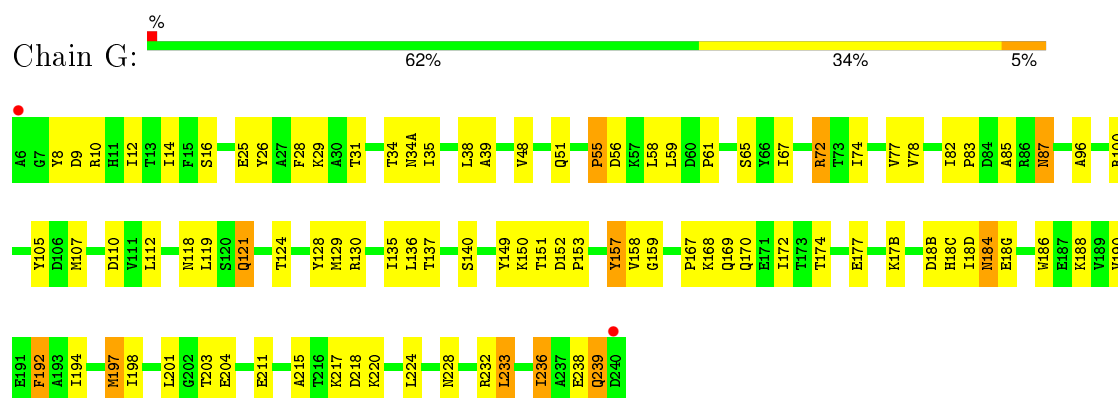 %
Chain G:
62% 34% 5%
A6 G7 Y8 D9 R10 H11 I12 T13 I14 F15 S16 E25 Y26 A27 F28 K29 A30 T31 T34 N34A I35 L38 A39 V48 Q51 P55 D56 K57 L58 L59 D60 P61 S65 Y66 I67 R72 T73 I74 V77 V78 I82 P83 D84 A85 R86 N87 A96
Y105 D106 M107 D110 V111 L112 N118 L119 S120 Q121 T124 Y128 M129 R130 I135 L136 T137 S140 Y149 K150 T151 D152 P153 Y157 V158 G159 P167 K168 Q169 Q170 E171 I172 T173 T174 E177 K17B D18B H18C I18D N184 E18G W186 E187 K188 V189
E191 F192 A193 I194 M197 I198 L201 G202 T203 E204 E211 A215 T216 K217 D218 K220 L224 N228 R232 L233 I236 A237 E238 Q239 D240